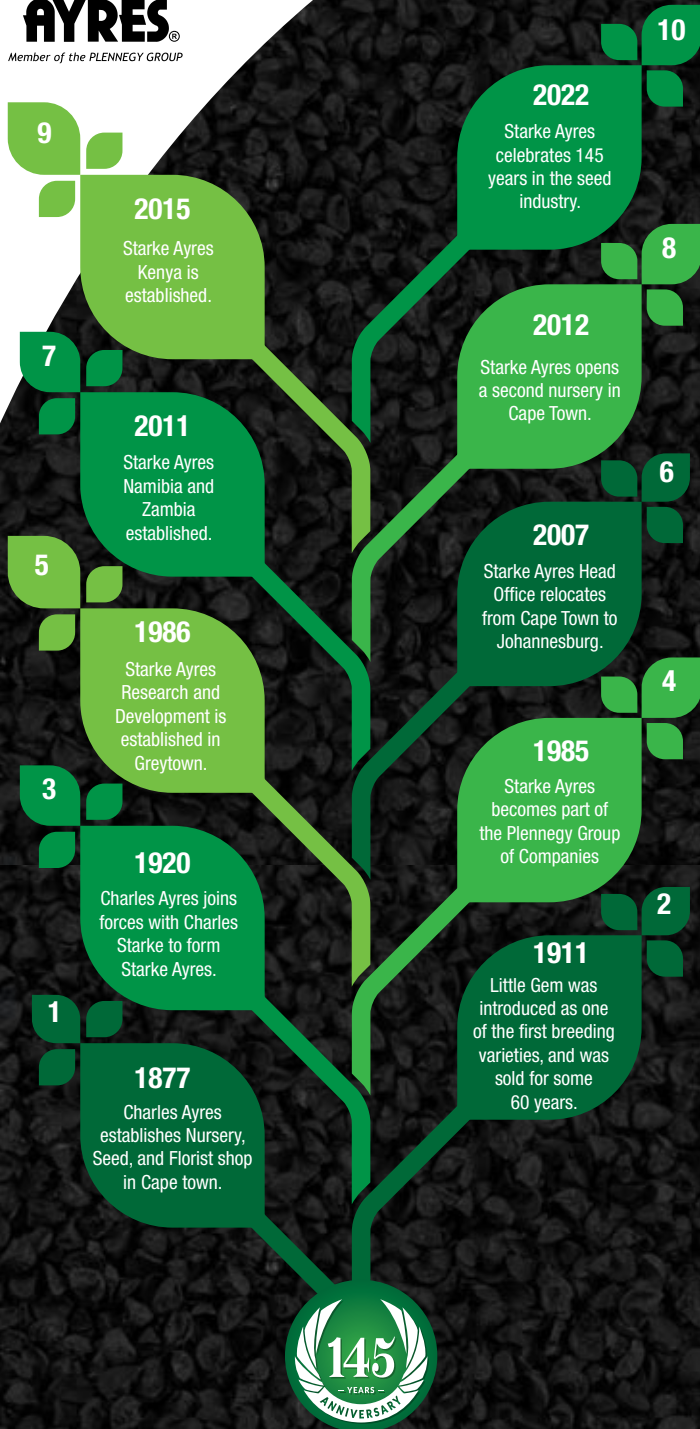 AYRES®
Member of the PLENNEGY GROUP
10
2022
Starke Ayres
celebrates 145
years in the seed
industry.
9
2015
Starke Ayres
Kenya is
established.
8
2012
Starke Ayres opens
a second nursery in
Cape Town.
7
2011
Starke Ayres
Namibia and
Zambia
established.
6
2007
Starke Ayres Head
Office relocates
from Cape Town to
Johannesburg.
5
1986
Starke Ayres
Research and
Development is
established in
Greytown.
4
1985
Starke Ayres
becomes part of
the Plennegy Group
of Companies
3
1920
Charles Ayres joins
forces with Charles
Starke to form
Starke Ayres.
2
1911
Little Gem was
introduced as one
of the first breeding
varieties, and was
sold for some
60 years.
1
1877
Charles Ayres
establishes Nursery,
Seed, and Florist shop
in Cape town.
145
– YEARS –
ANNIVERSARY